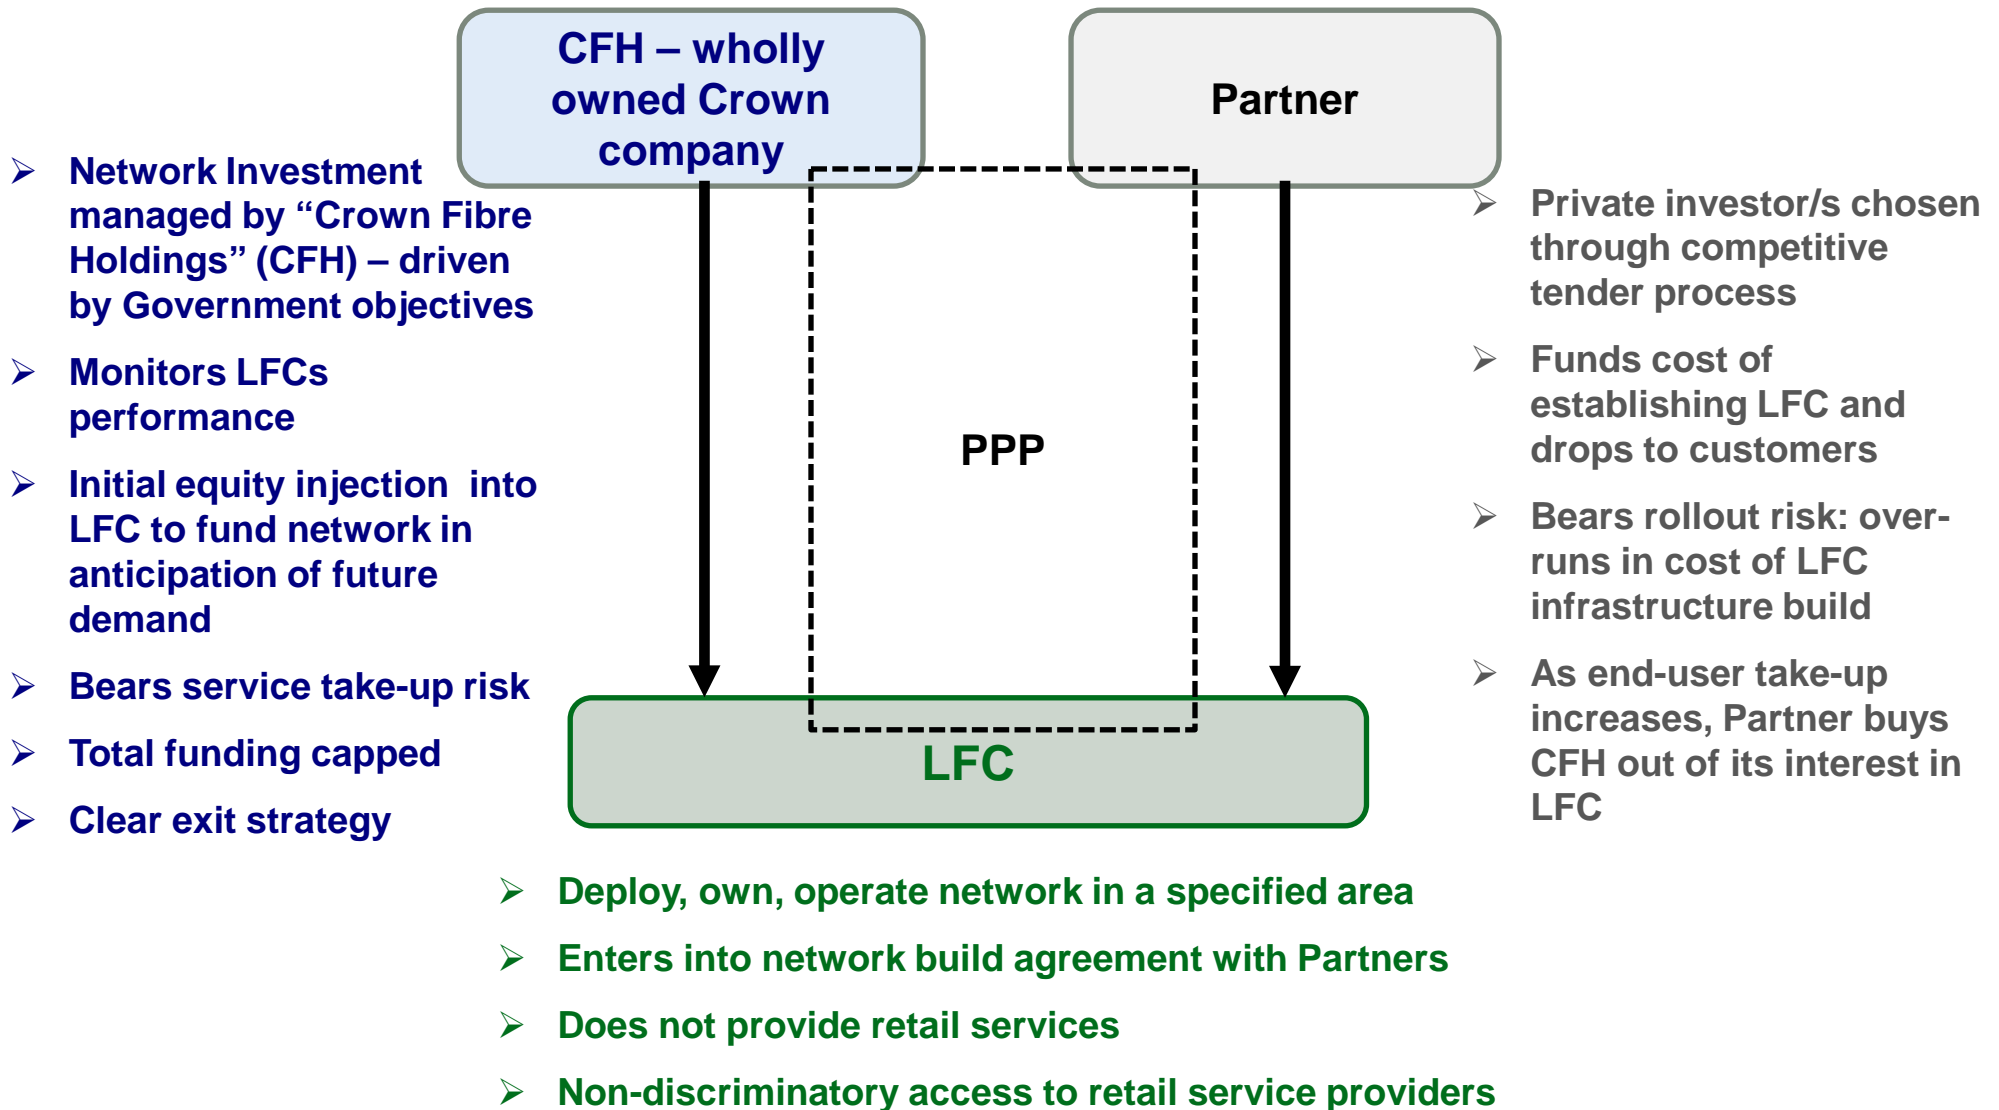 CFH – wholly
owned Crown
company
Partner
➢ Network Investment
managed by “Crown Fibre
Holdings” (CFH) – driven
by Government objectives
➢ Monitors LFCs
performance
➢ Initial equity injection into
LFC to fund network in
anticipation of future
demand
➢ Bears service take-up risk
➢ Total funding capped
➢ Clear exit strategy
PPP
➢ Private investor/s chosen
through competitive
tender process
➢ Funds cost of
establishing LFC and
drops to customers
➢ Bears rollout risk: over-
runs in cost of LFC
infrastructure build
➢ As end-user take-up
increases, Partner buys
CFH out of its interest in
LFC
LFC
➢ Deploy, own, operate network in a specified area
➢ Enters into network build agreement with Partners
➢ Does not provide retail services
➢ Non-discriminatory access to retail service providers